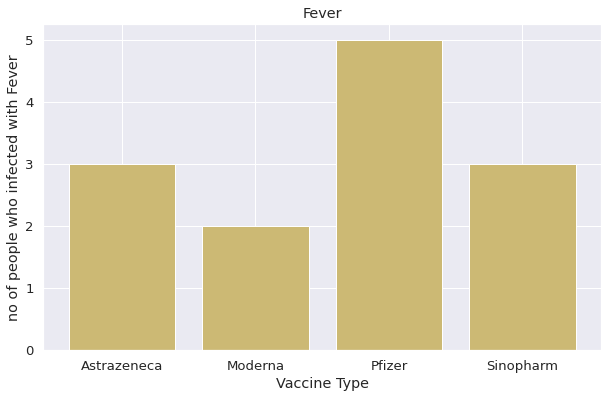 Fever
no of people who infected with Fever
5
4
3
2
1
0
Astrazeneca Moderna Pfizer Sinopharm
Vaccine Type